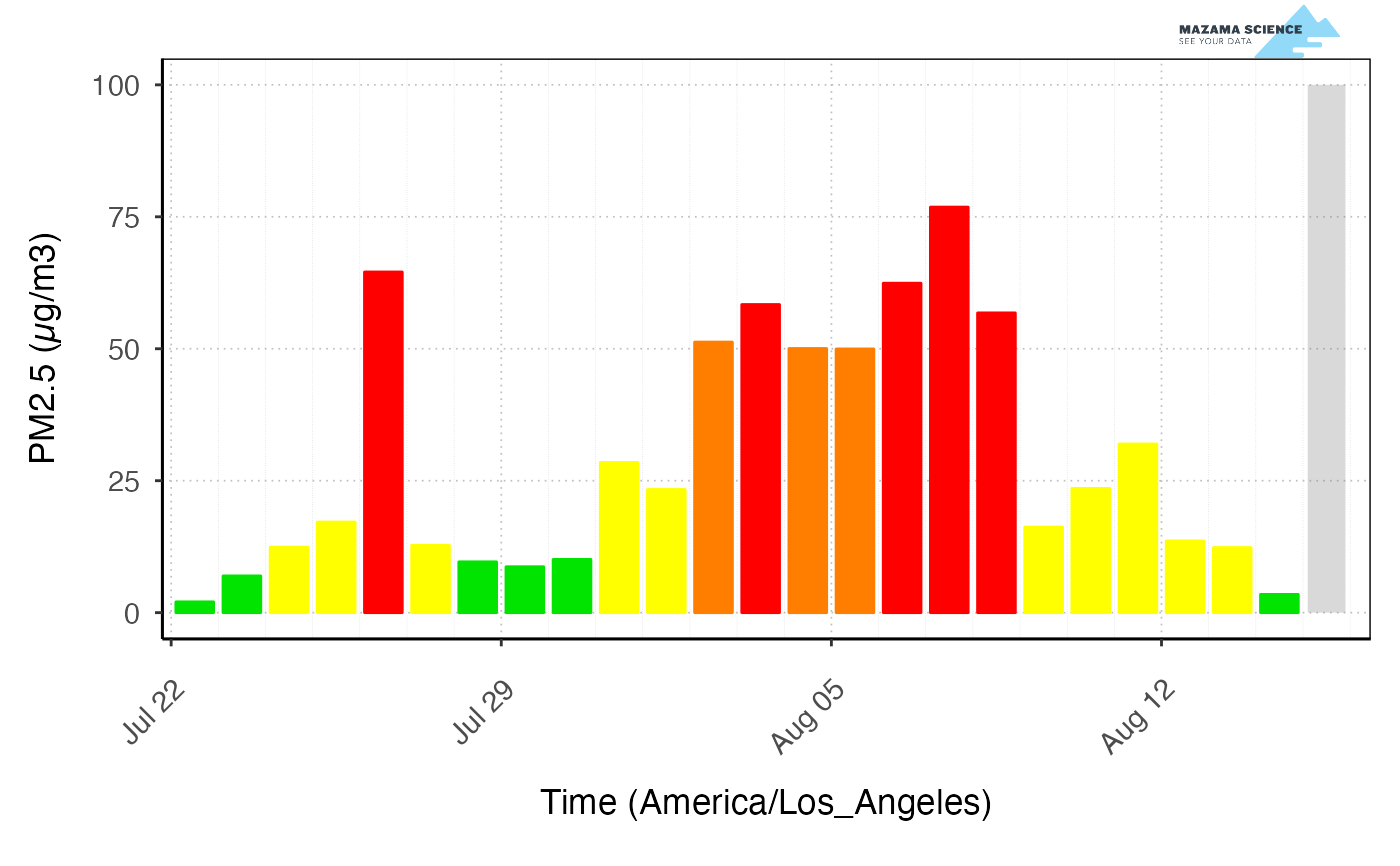 MAZAMA SCIENCE
SEE YOUR DATA
PM2.5 (µg/m3)
100
75
50
25
0
Jul 22
Jul 29
Aug 05
Aug 12
Time (America/Los_Angeles)